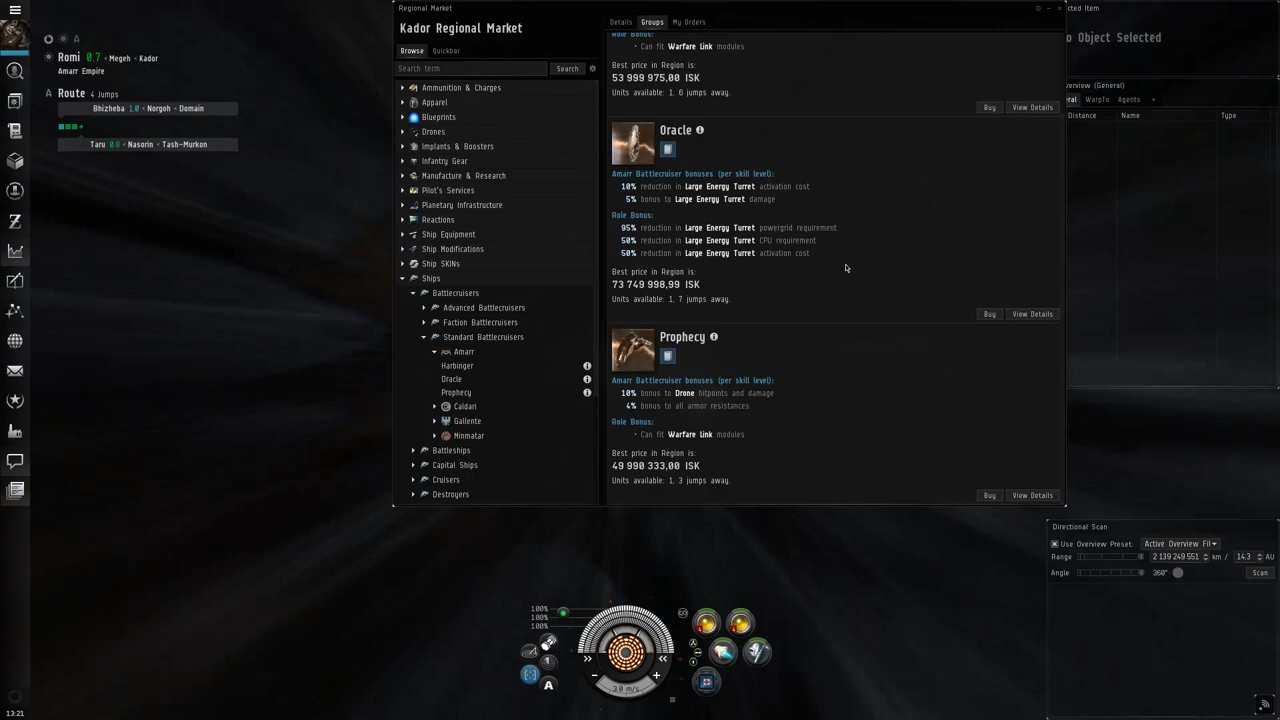 Regional Market
Kador Regional Market
Browse
Quickbar
Search term
Search
Ammunition & Charges
Apparel
Blueprints
Drones
Implants & Boosters
Infantry Gear
Manufacture & Research
Pilot's Services
Planetary Infrastructure
Reactions
Ship Equipment
Ship Modifications
Ship SKINs
Ships
Battlecruisers
Advanced Battlecruisers
Faction Battlecruisers
Standard Battlecruisers
Amarr
Harbinger
Oracle
Prophecy
Caldari
Gallente
Minmatar
Battleships
Capital Ships
Cruisers
Destroyers
Details Groups My Orders
Role Bonus:
· Can fit Warfare Link modules
Best price in Region is:
53 999 975,00 ISK
Units available: 1, 6 jumps away.
Buy View Details
Oracle
Amarr Battlecruiser bonuses (per skill level):
10% reduction in Large Energy Turret activation cost
5% bonus to Large Energy Turret damage
Role Bonus:
95% reduction in Large Energy Turret powergrid requirement
50% reduction in Large Energy Turret CPU requirement
50% reduction in Large Energy Turret activation cost
Best price in Region is:
73 749 998,99 ISK
Units available: 1, 7 jumps away.
Buy View Details
Prophecy
Amarr Battlecruiser bonuses (per skill level):
10% bonus to Drone hitpoints and damage
4% bonus to all armor resistances
Role Bonus:
· Can fit Warfare Link modules
Best price in Region is:
49 990 333,00 ISK
Units available: 1, 3 jumps away.
Buy View Details
A
Romi 0.7 ‹ Megeh ‹ Kador
Amarr Empire
A Route 4 Jumps
Bhizheba 1.0 ‹ Norgoh ‹ Domain
Taru 0.8 ‹ Nasorin ‹ Tash-Murkon
13:21
cted Item
o Object Selected
verview (General)
eral WarpTo Agents +
Distance Name Type
Directional Scan
Use Overview Preset: Active Overview Fil
Range 2 139 249 551 km / 14.3 AU
Angle 360° Scan
100%
100%
100%
A
30 m/s